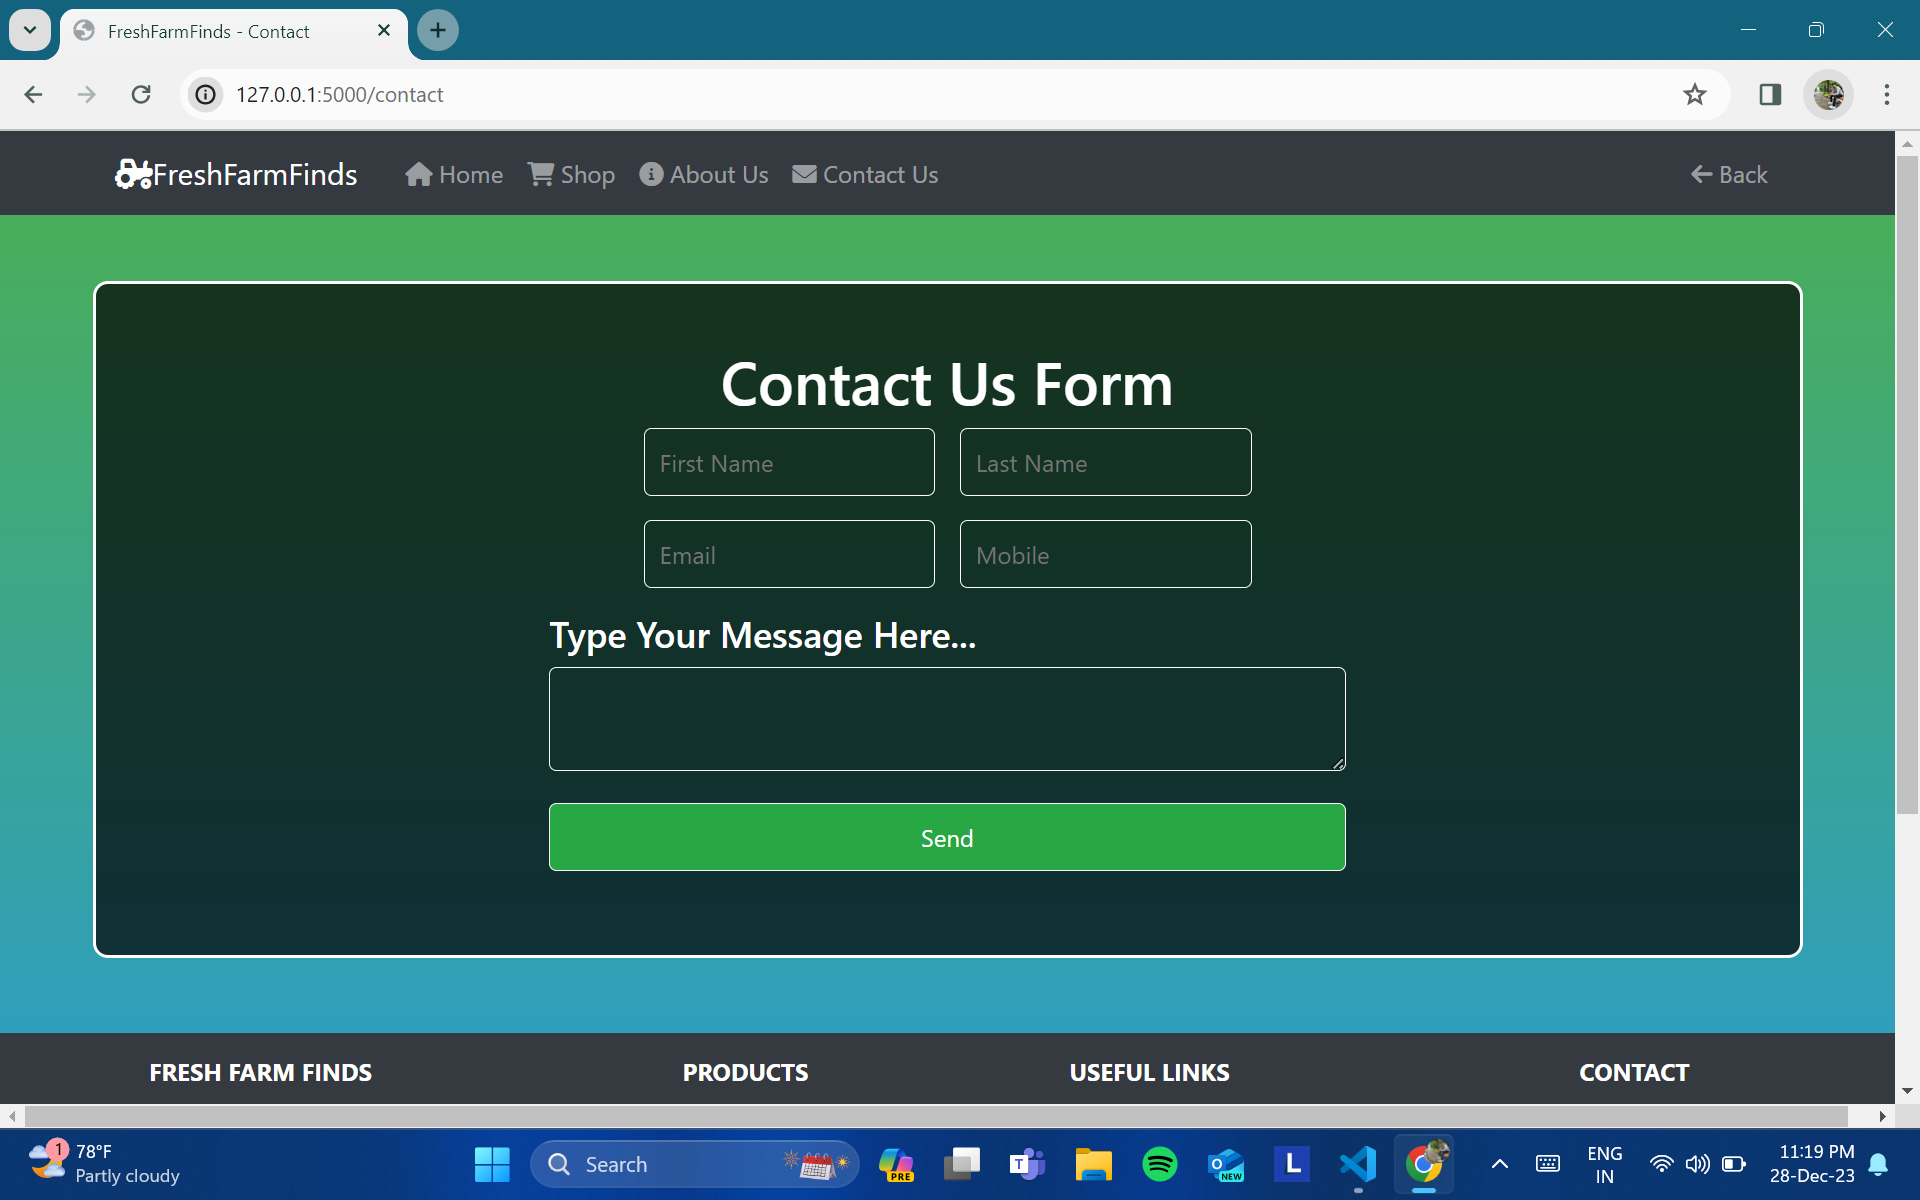 FreshFarmFinds - Contact
127.0.0.1:5000/contact
FreshFarmFinds Home Shop About Us Contact Us Back
Contact Us Form
First Name Last Name
Email Mobile
Type Your Message Here...
Send
FRESH FARM FINDS PRODUCTS USEFUL LINKS CONTACT
1 78°F
Partly cloudy
Search
PRE
T
O
NEW
L
ENG
IN
11:19 PM
28-Dec-23